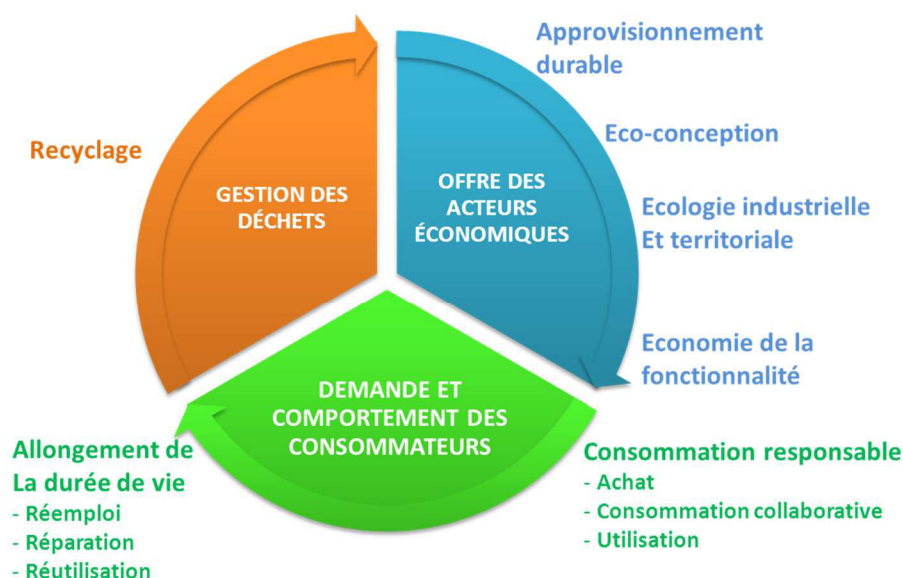 Approvisionnement
durable
Eco-conception
Recyclage
GESTION DES
DÉCHETS
OFFRE DES
ACTEURS
ÉCONOMIQUES
Ecologie industrielle
Et territoriale
Economie de la
fonctionnalité
DEMANDE ET
COMPORTEMENT DES
CONSOMMATEURS
Allongement de
La durée de vie
- Réemploi
- Réparation
- Réutilisation
Consommation responsable
- Achat
- Consommation collaborative
- Utilisation